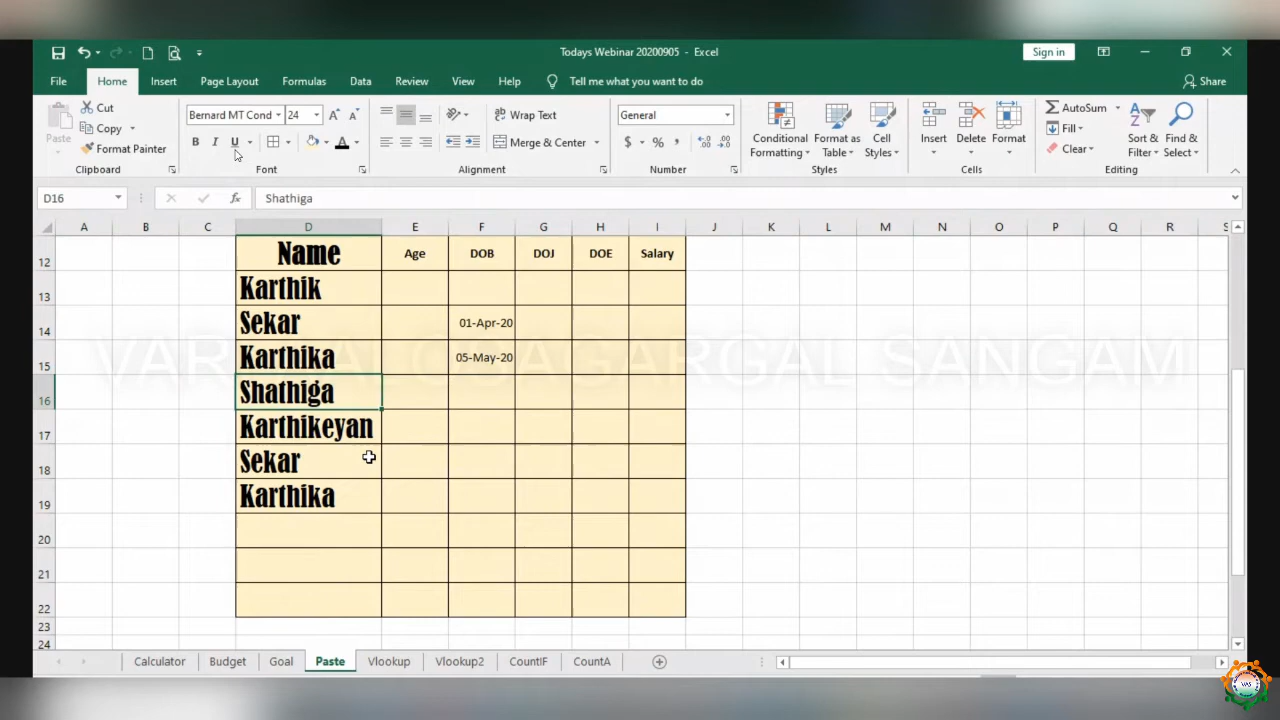 Todays Webinar 20200905 - Excel
Sign in
File Home Insert Page Layout Formulas Data Review View Help Tell me what you want to do Share
Paste
Cut
Copy
Format Painter
Clipboard
Bernard MT Cond 24
B I U
Font
Wrap Text
Merge & Center
Alignment
General
$ % ,
Number
Conditional Formatting
Format as Table
Cell Styles
Styles
Insert Delete Format
Cells
AutoSum
Fill
Clear
Sort & Filter
Find & Select
Editing
D16 fx Shathiga
A B C D E F G H I J K L M N O P Q R S
12 Name Age DOB DOJ DOE Salary
13 Karthik
14 Sekar 01-Apr-20
15 Karthika 05-May-20
16 Shathiga
17 Karthikeyan
18 Sekar
19 Karthika
20
21
22
23
24
Calculator Budget Goal Paste Vlookup Vlookup2 CountIF CountA
VAS